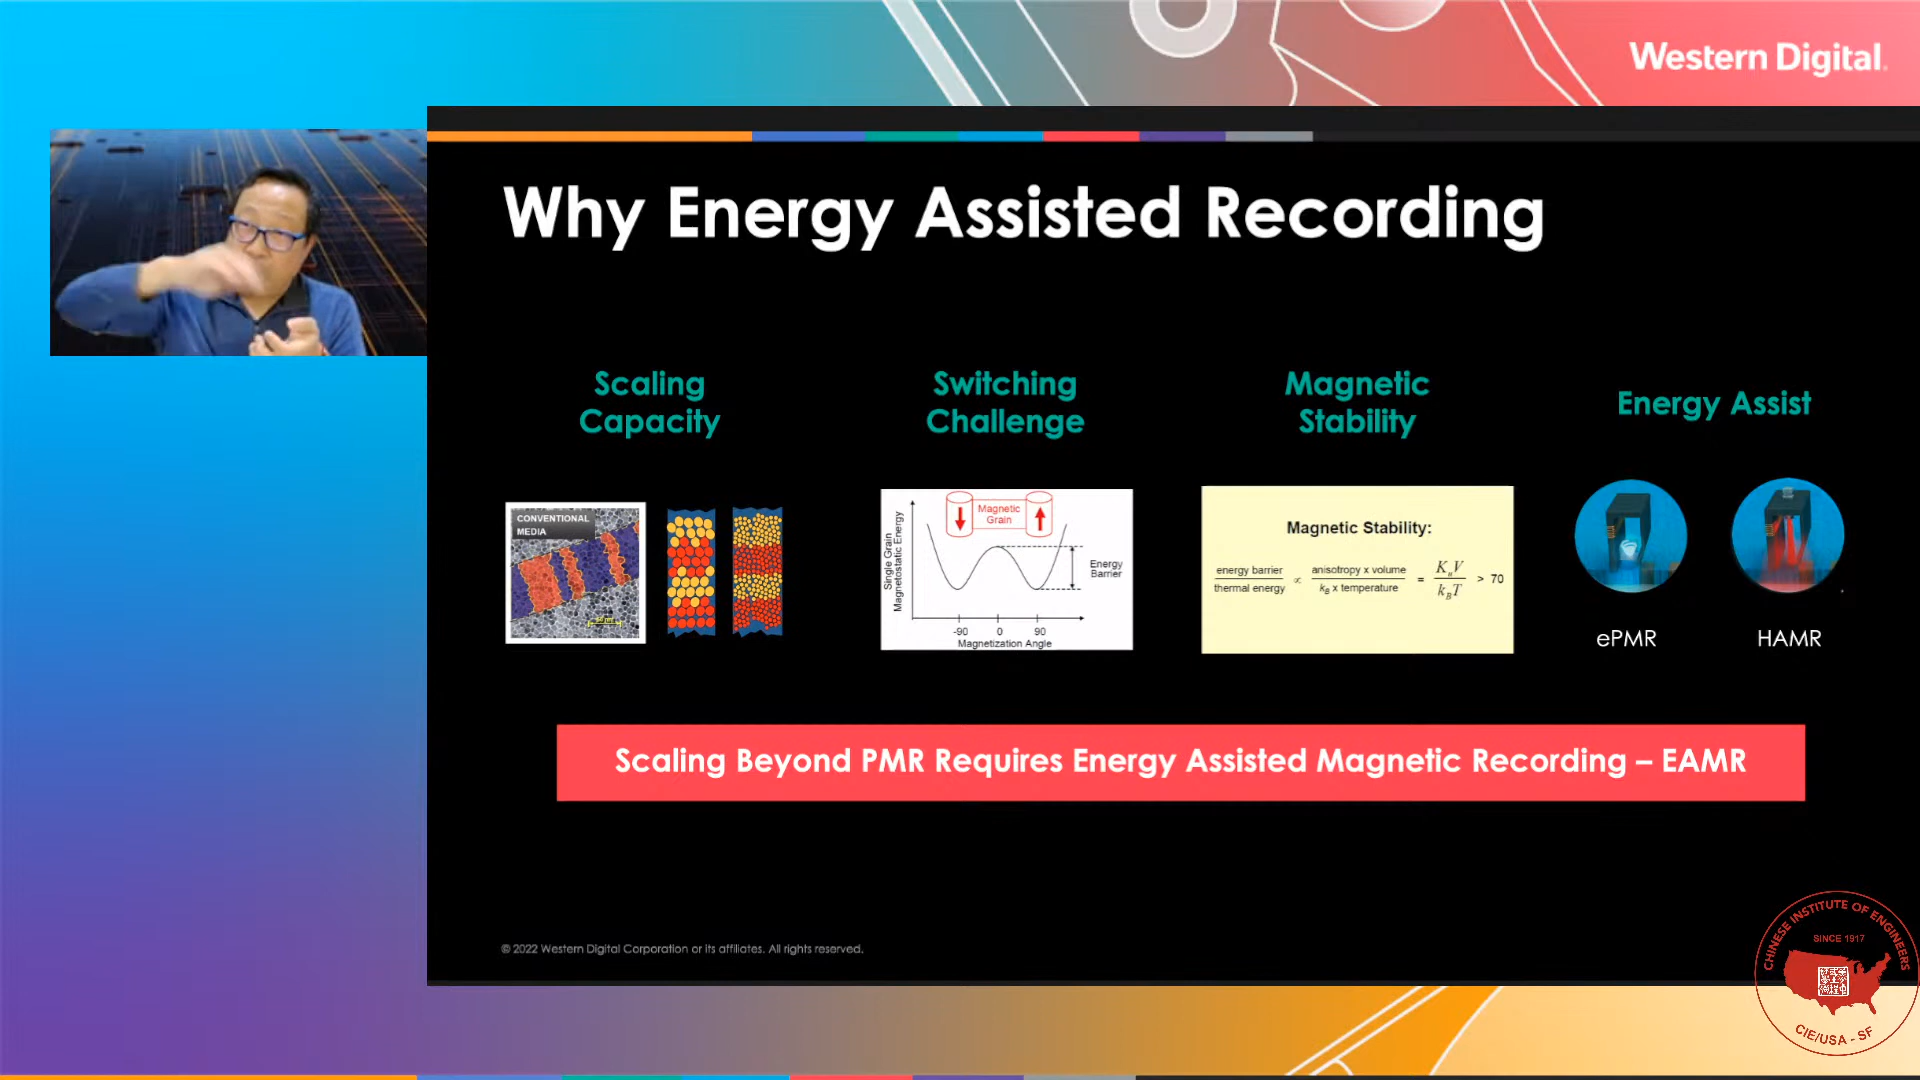 Western Digital.
Why Energy Assisted Recording
Scaling
Capacity
CONVENTIONAL
MEDIA
Switching
Challenge
Magnetic
Grain
Single Grain
Magnetostatic Energy
Energy
Barrier
-90 0 90
Magnetization Angle
Magnetic
Stability
Magnetic Stability:
energy barrier
thermal energy
∝
anisotropy x volume
k_B x temperature
=
K_uV
k_BT
> 70
Energy Assist
ePMR HAMR
Scaling Beyond PMR Requires Energy Assisted Magnetic Recording – EAMR
© 2022 Western Digital Corporation or its affiliates. All rights reserved.
CHINESE INSTITUTE OF ENGINEERS
SINCE 1917
CIE/USA - SF